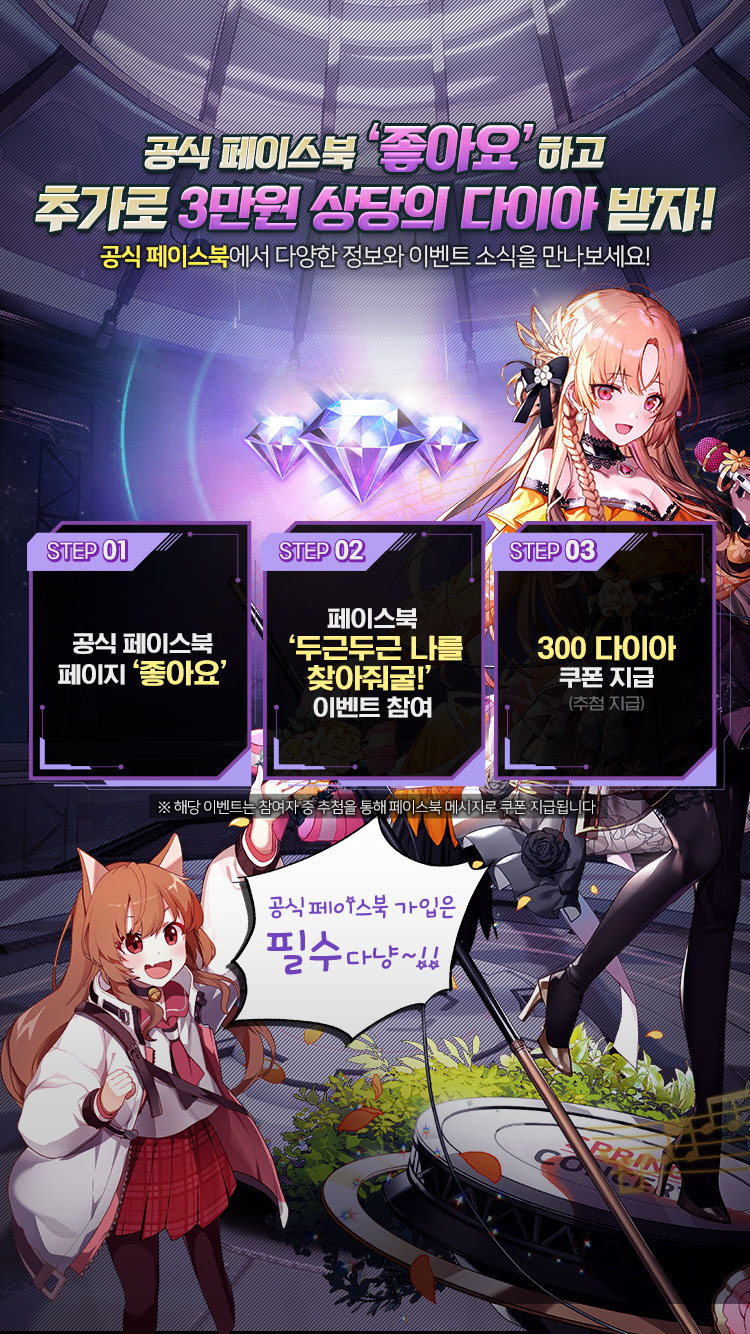 공식 페이스북 '좋아요' 하고
추가로 3만원 상당의 다이아 받자!
공식 페이스북에서 다양한 정보와 이벤트 소식을 만나보세요!
STEP 01
공식 페이스북
페이지 '좋아요'
STEP 02
페이스북
'두근두근 나를
찾아줘굴!'
이벤트 참여
STEP 03
300 다이아
쿠폰 지급
(추첨 지급)
※ 해당 이벤트는 참여자 중 추첨을 통해 페이스북 메시지로 쿠폰 지급됩니다
공식 페이스북 가입은
필수다냥~!!
SPRING
CONCERT